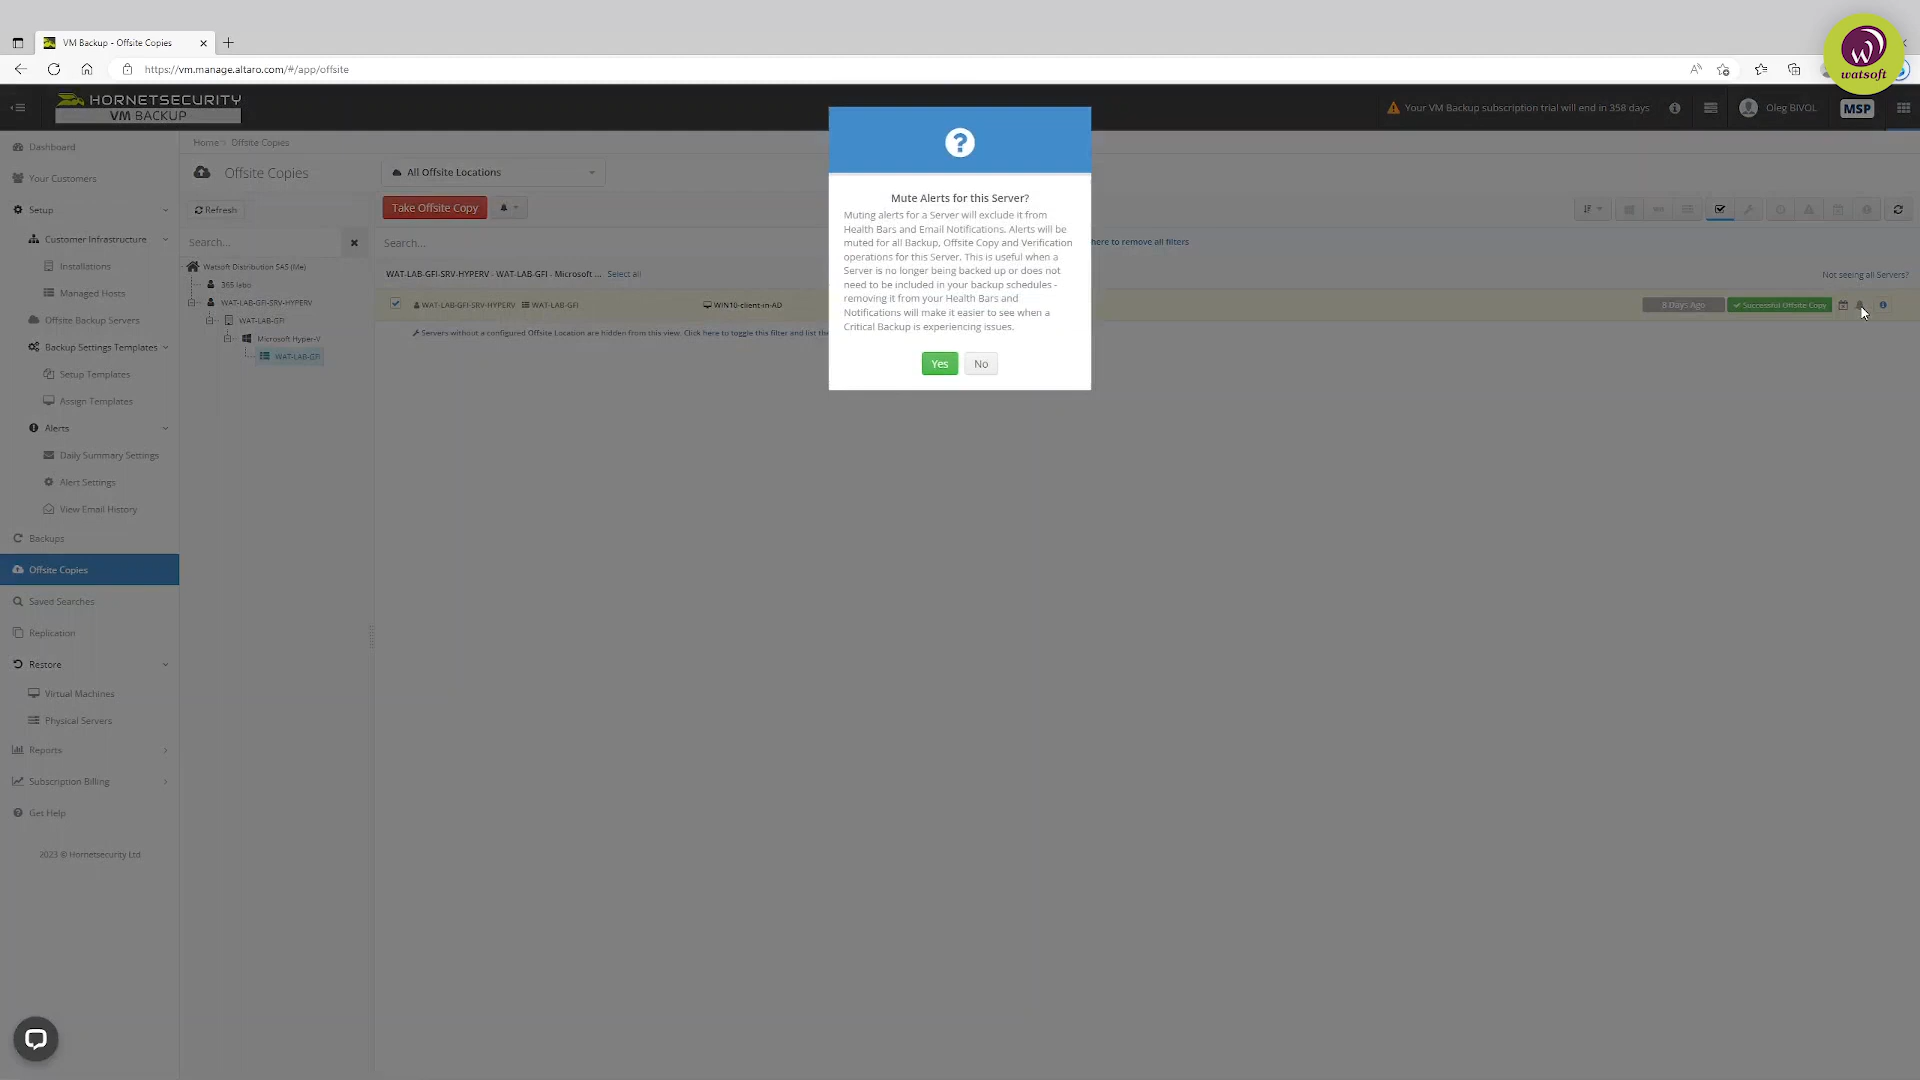 VM Backup - Offsite Copies
https://vm.manage.altaro.com/#/app/offsite
watsoft
HORNETSECURITY
VM BACKUP
Your VM Backup subscription trial will end in 358 days
Oleg BIVOL
MSP
Dashboard
Your Customers
Setup
Customer Infrastructure
Installations
Managed Hosts
Offsite Backup Servers
Backup Settings Templates
Setup Templates
Assign Templates
Alerts
Daily Summary Settings
Alert Settings
View Email History
Backups
Offsite Copies
Saved Searches
Replication
Restore
Virtual Machines
Physical Servers
Reports
Subscription Billing
Get Help
2023 © Hornetsecurity Ltd
Home Offsite Copies
Offsite Copies
All Offsite Locations
Refresh
Take Offsite Copy
Search...
Search...
here to remove all filters
Watsoft Distribution SAS (Me)
365 labo
WAT-LAB-GFI-SRV-HYPERV
WAT-LAB-GFI
Microsoft Hyper-V
WAT-LAB-GFI
WAT-LAB-GFI-SRV-HYPERV - WAT-LAB-GFI - Microsoft ... Select all
Not seeing all Servers?
WAT-LAB-GFI-SRV-HYPERV WAT-LAB-GFI WIN10-client-in-AD
8 Days Ago
Successful Offsite Copy
Servers without a configured Offsite Location are hidden from this view. Click here to toggle this filter and list the
Mute Alerts for this Server?
Muting alerts for a Server will exclude it from
Health Bars and Email Notifications. Alerts will be
muted for all Backup, Offsite Copy and Verification
operations for this Server. This is useful when a
Server is no longer being backed up or does not
need to be included in your backup schedules -
removing it from your Health Bars and
Notifications will make it easier to see when a
Critical Backup is experiencing issues.
Yes
No